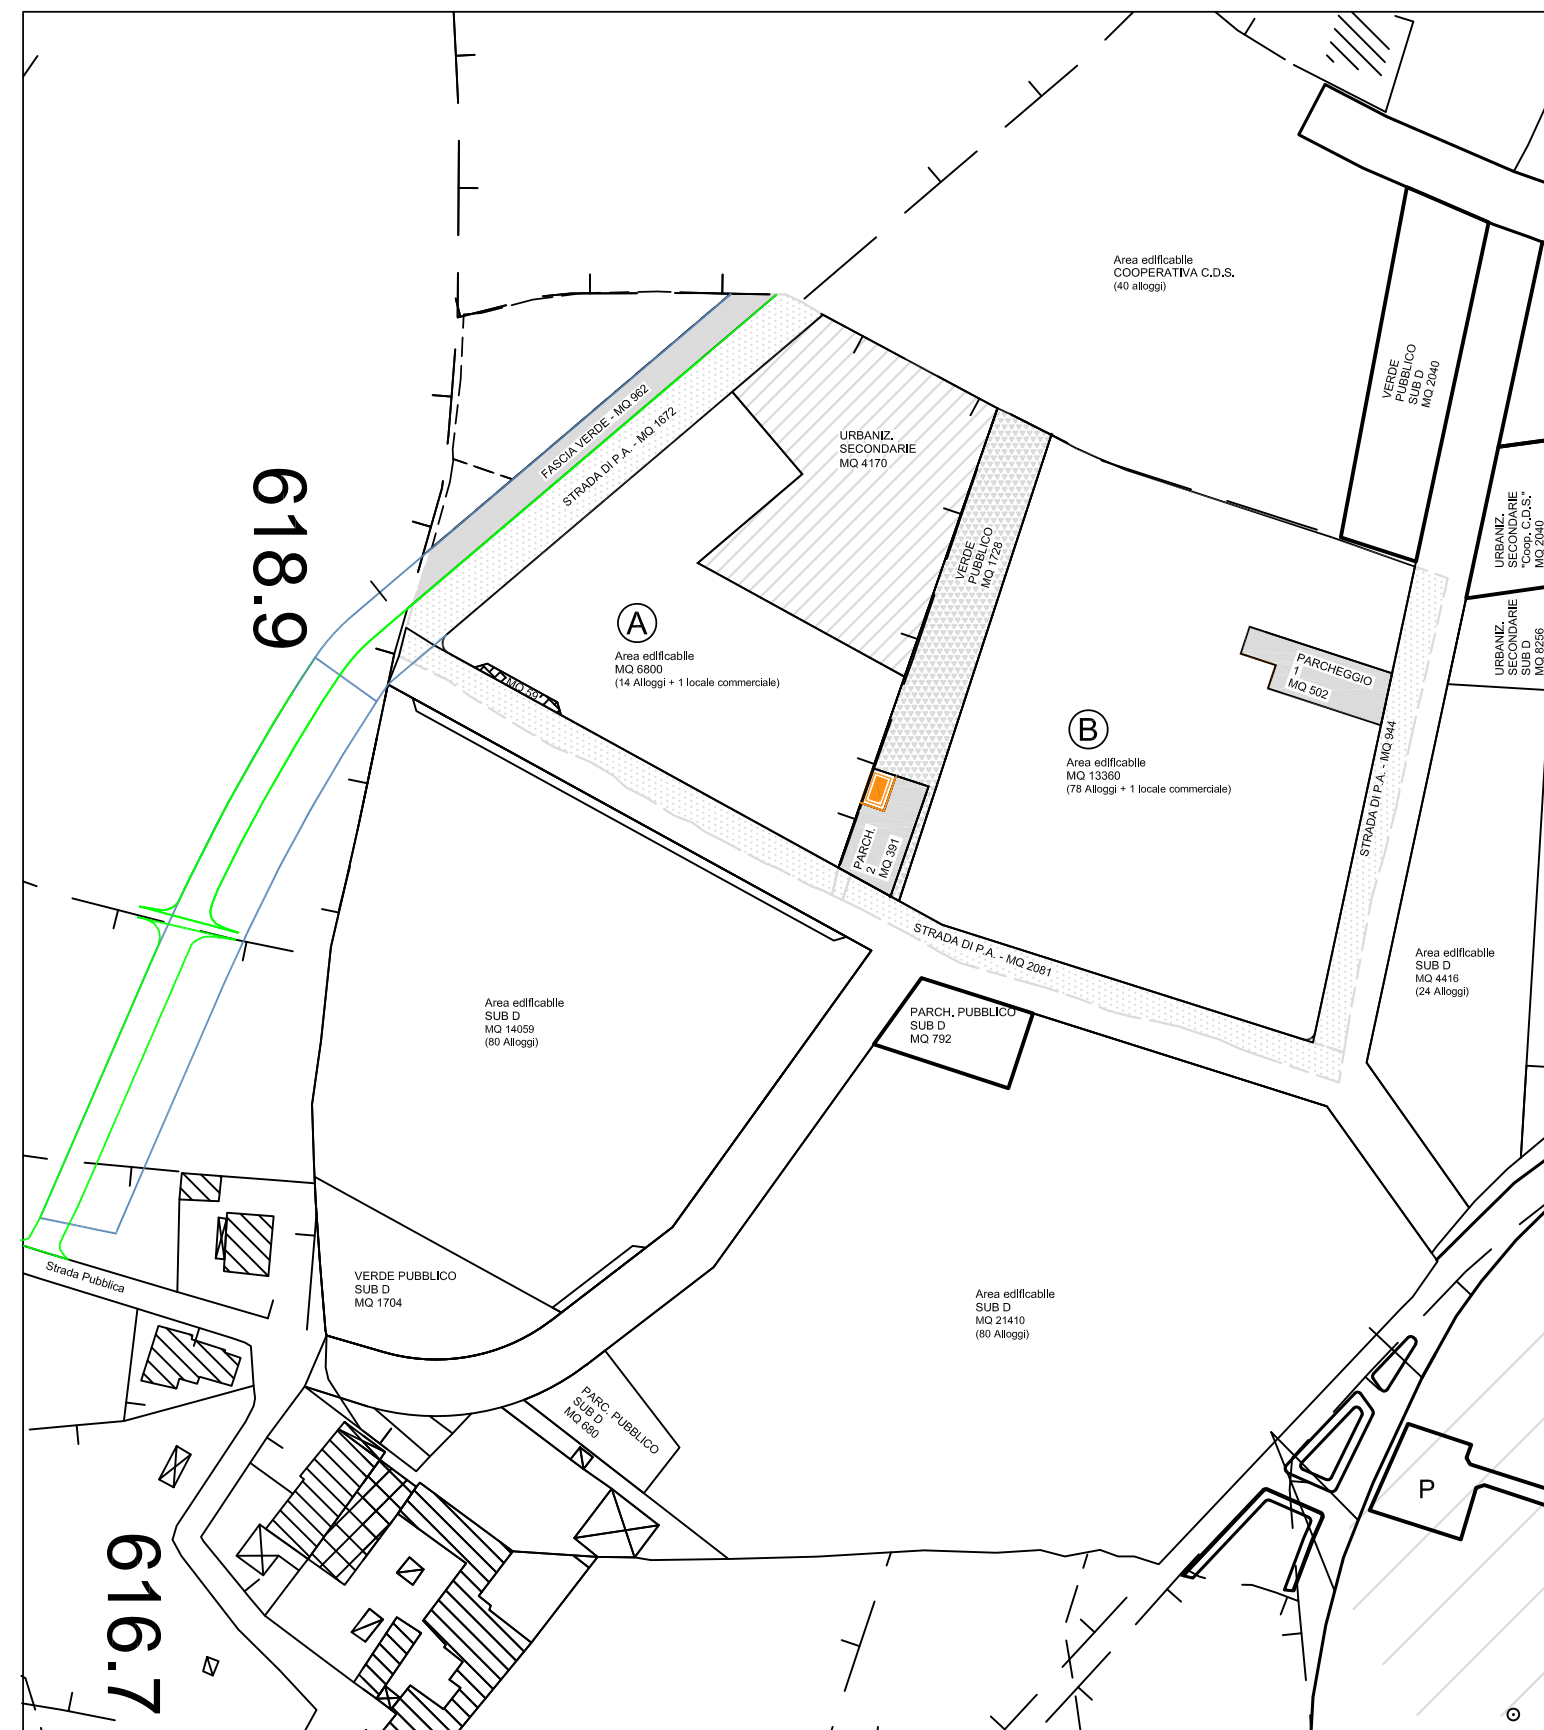 Area edificabile
COOPERATIVA C.D.S.
(40 alloggi)
VERDE
PUBBLICO
SUB D
MQ 2040
FASCIA VERDE - MQ 962
STRADA DI P.A. - MQ 1672
URBANIZ.
SECONDARIE
MQ 4170
VERDE
PUBBLICO
MQ 1728
URBANIZ.
SECONDARIE
"Coop. C.D.S."
MQ 2040
URBANIZ.
SECONDARIE
SUB D
MQ 8256
618.9
A
Area edificabile
MQ 6800
(14 Alloggi + 1 locale commerciale)
MQ 59
PARCHEGGIO
1
MQ 502
B
Area edificabile
MQ 13360
(78 Alloggi + 1 locale commerciale)
STRADA DI P.A. - MQ 944
PARCH.
2
MQ 391
STRADA DI P.A. - MQ 2081
Area edificabile
SUB D
MQ 4416
(24 Alloggi)
Area edificabile
SUB D
MQ 14059
(80 Alloggi)
PARCH. PUBBLICO
SUB D
MQ 792
Strada Pubblica
VERDE PUBBLICO
SUB D
MQ 1704
Area edificabile
SUB D
MQ 21410
(80 Alloggi)
PARC. PUBBLICO
SUB D
MQ 680
P
616.7